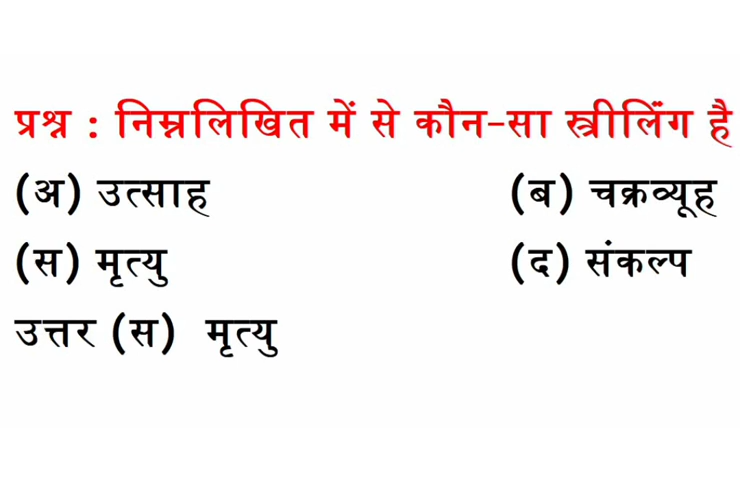 प्रश्न : निम्नलिखित में से कौन-सा स्त्रीलिंग है
(अ) उत्साह (ब) चक्रव्यूह
(स) मृत्यु (द) संकल्प
उत्तर (स) मृत्यु